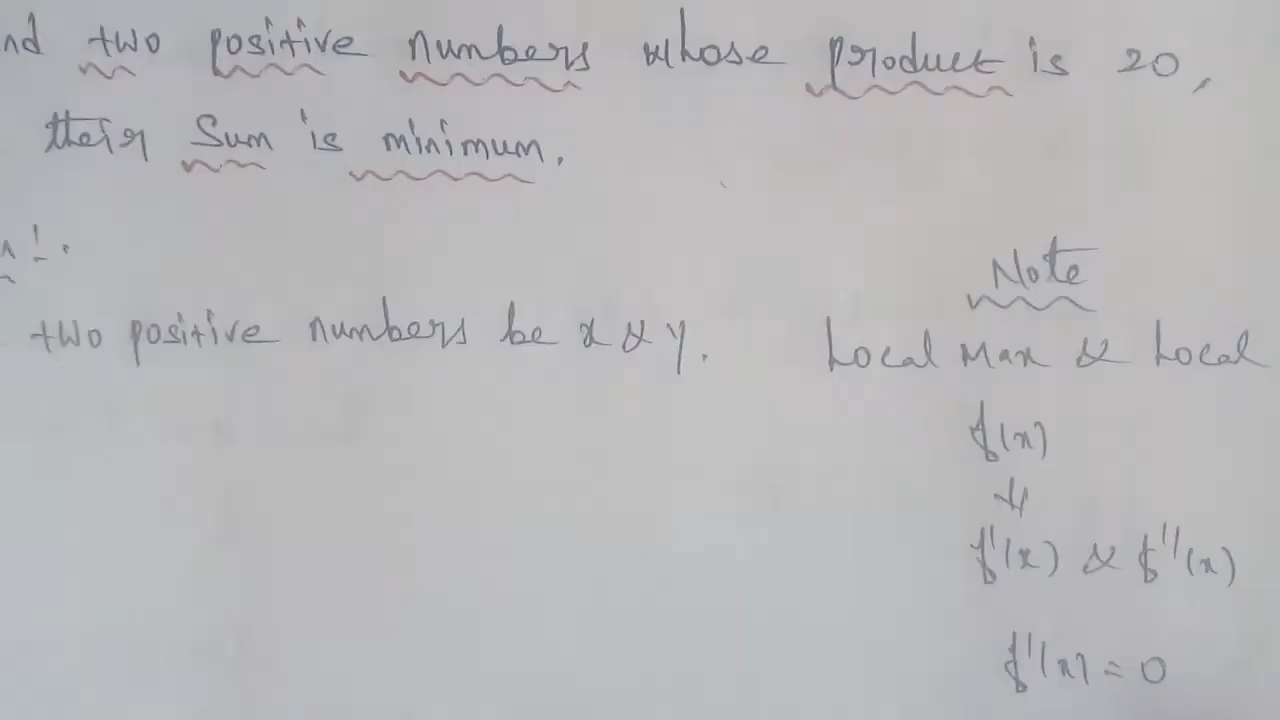 nd two positive numbers whose product is 20,
their Sum is minimum.
n :.
two positive numbers be x & y.
Note
Local Max & Local
f(x)
f'(x) & f''(x)
f'(x) = 0